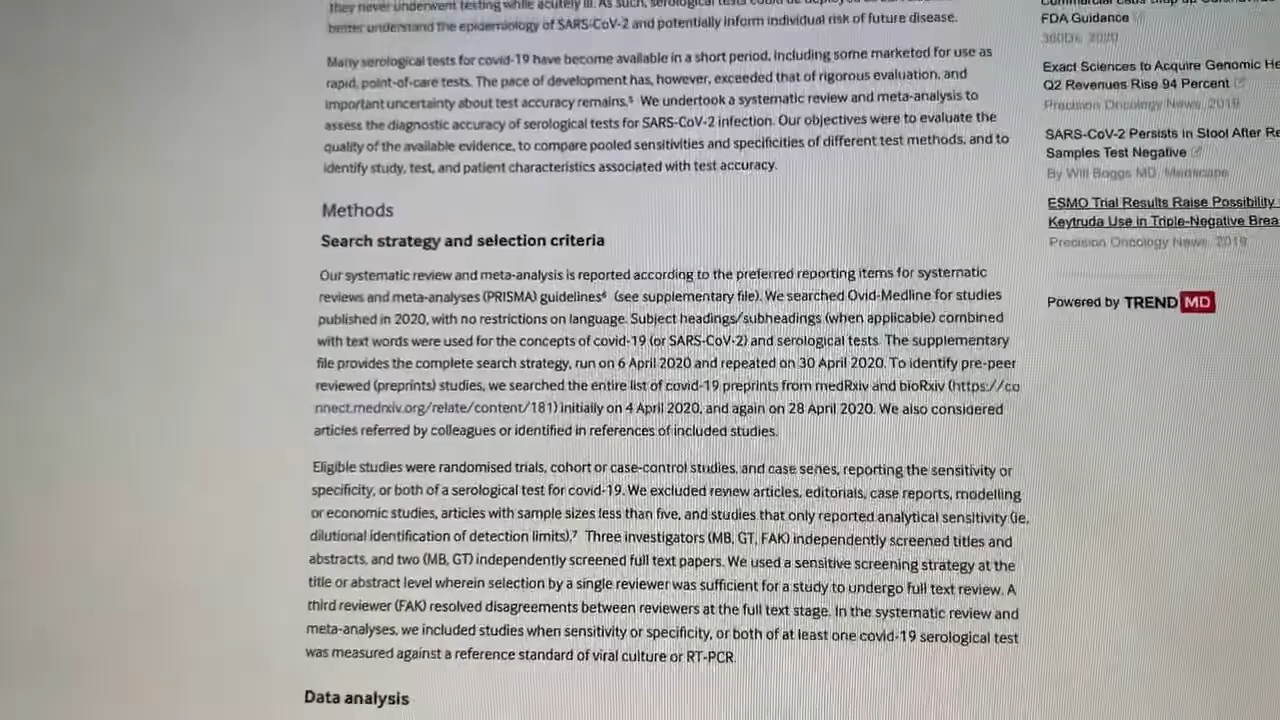 they never underwent testing while acutely ill. As such, serological tests could be deployed
better understand the epidemiology of SARS-CoV-2 and potentially inform individual risk of future disease.
Many serological tests for covid-19 have become available in a short period, including some marketed for use as
rapid, point-of-care tests. The pace of development has, however, exceeded that of rigorous evaluation, and
important uncertainty about test accuracy remains.5 We undertook a systematic review and meta-analysis to
assess the diagnostic accuracy of serological tests for SARS-CoV-2 infection. Our objectives were to evaluate the
quality of the available evidence, to compare pooled sensitivities and specificities of different test methods, and to
identify study, test, and patient characteristics associated with test accuracy.
Methods
Search strategy and selection criteria
Our systematic review and meta-analysis is reported according to the preferred reporting items for systematic
reviews and meta-analyses (PRISMA) guidelines6 (see supplementary file). We searched Ovid-Medline for studies
published in 2020, with no restrictions on language. Subject headings/subheadings (when applicable) combined
with text words were used for the concepts of covid-19 (or SARS-CoV-2) and serological tests. The supplementary
file provides the complete search strategy, run on 6 April 2020 and repeated on 30 April 2020. To identify pre-peer
reviewed (preprints) studies, we searched the entire list of covid-19 preprints from medRxiv and bioRxiv (https://co
nnect.medrxiv.org/relate/content/181) initially on 4 April 2020, and again on 28 April 2020. We also considered
articles referred by colleagues or identified in references of included studies.
Eligible studies were randomised trials, cohort or case-control studies, and case series, reporting the sensitivity or
specificity, or both of a serological test for covid-19. We excluded review articles, editorials, case reports, modelling
or economic studies, articles with sample sizes less than five, and studies that only reported analytical sensitivity (ie,
dilutional identification of detection limits).7 Three investigators (MB, GT, FAK) independently screened titles and
abstracts, and two (MB, GT) independently screened full text papers. We used a sensitive screening strategy at the
title or abstract level wherein selection by a single reviewer was sufficient for a study to undergo full text review. A
third reviewer (FAK) resolved disagreements between reviewers at the full text stage. In the systematic review and
meta-analyses, we included studies when sensitivity or specificity, or both of at least one covid-19 serological test
was measured against a reference standard of viral culture or RT-PCR.
Data analysis
FDA Guidance
360Dx, 2020
Exact Sciences to Acquire Genomic He
Q2 Revenues Rise 94 Percent
Precision Oncology News, 2019
SARS-CoV-2 Persists in Stool After Re
Samples Test Negative
By Will Boggs MD, Medscape
ESMO Trial Results Raise Possibility
Keytruda Use in Triple-Negative Brea
Precision Oncology News, 2019
Powered by TREND MD